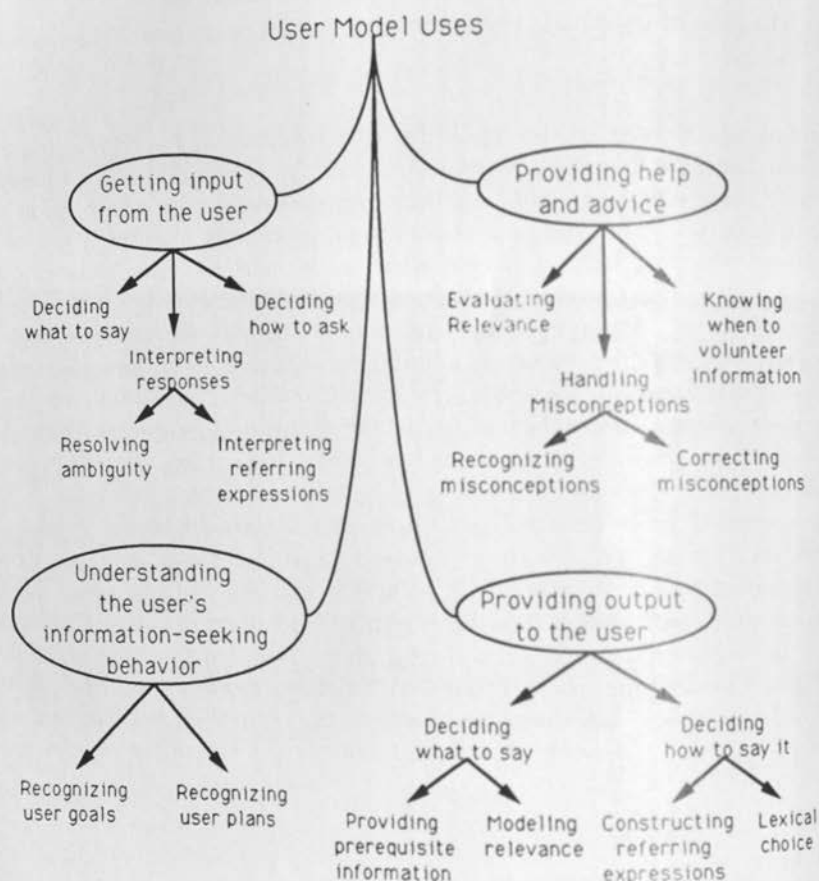 User Model Uses
Getting input
from the user
Deciding
what to say
Interpreting
responses
Deciding
how to ask
Resolving
ambiguity
Interpreting
referring
expressions
Providing help
and advice
Evaluating
Relevance
Handling
Misconceptions
Knowing
when to
volunteer
information
Recognizing
misconceptions
Correcting
misconceptions
Understanding
the user's
information-seeking
behavior
Recognizing
user goals
Recognizing
user plans
Providing output
to the user
Deciding
what to say
Deciding
how to say it
Providing
prerequisite
information
Modeling
relevance
Constructing
referring
expressions
Lexical
choice